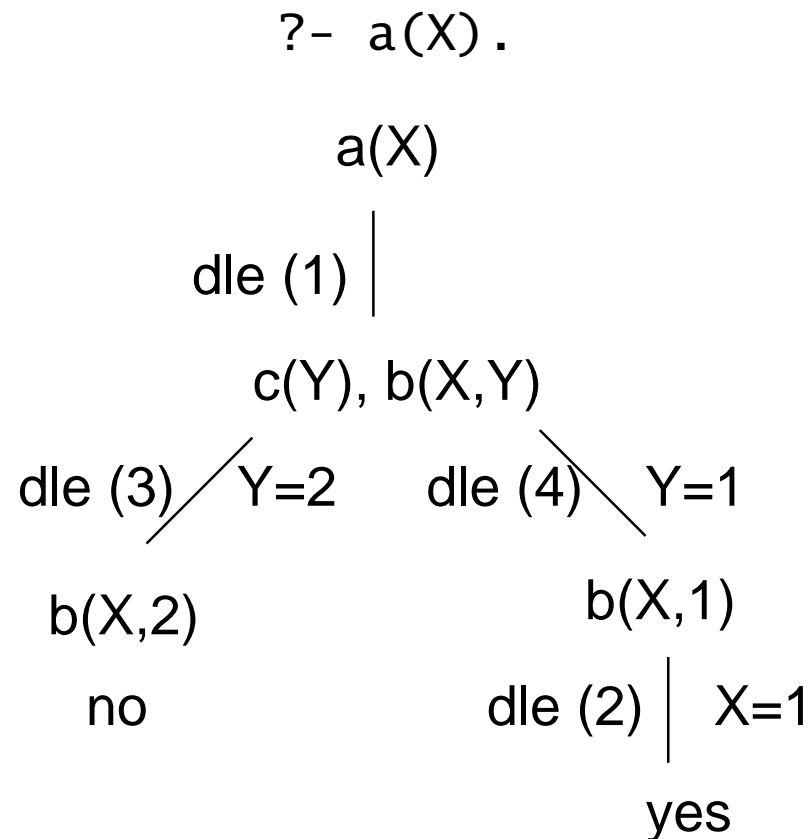 ?- a(X).
a(X)
dle (1)
c(Y), b(X,Y)
dle (3) Y=2 dle (4) Y=1
b(X,2) b(X,1)
no dle (2) X=1
yes